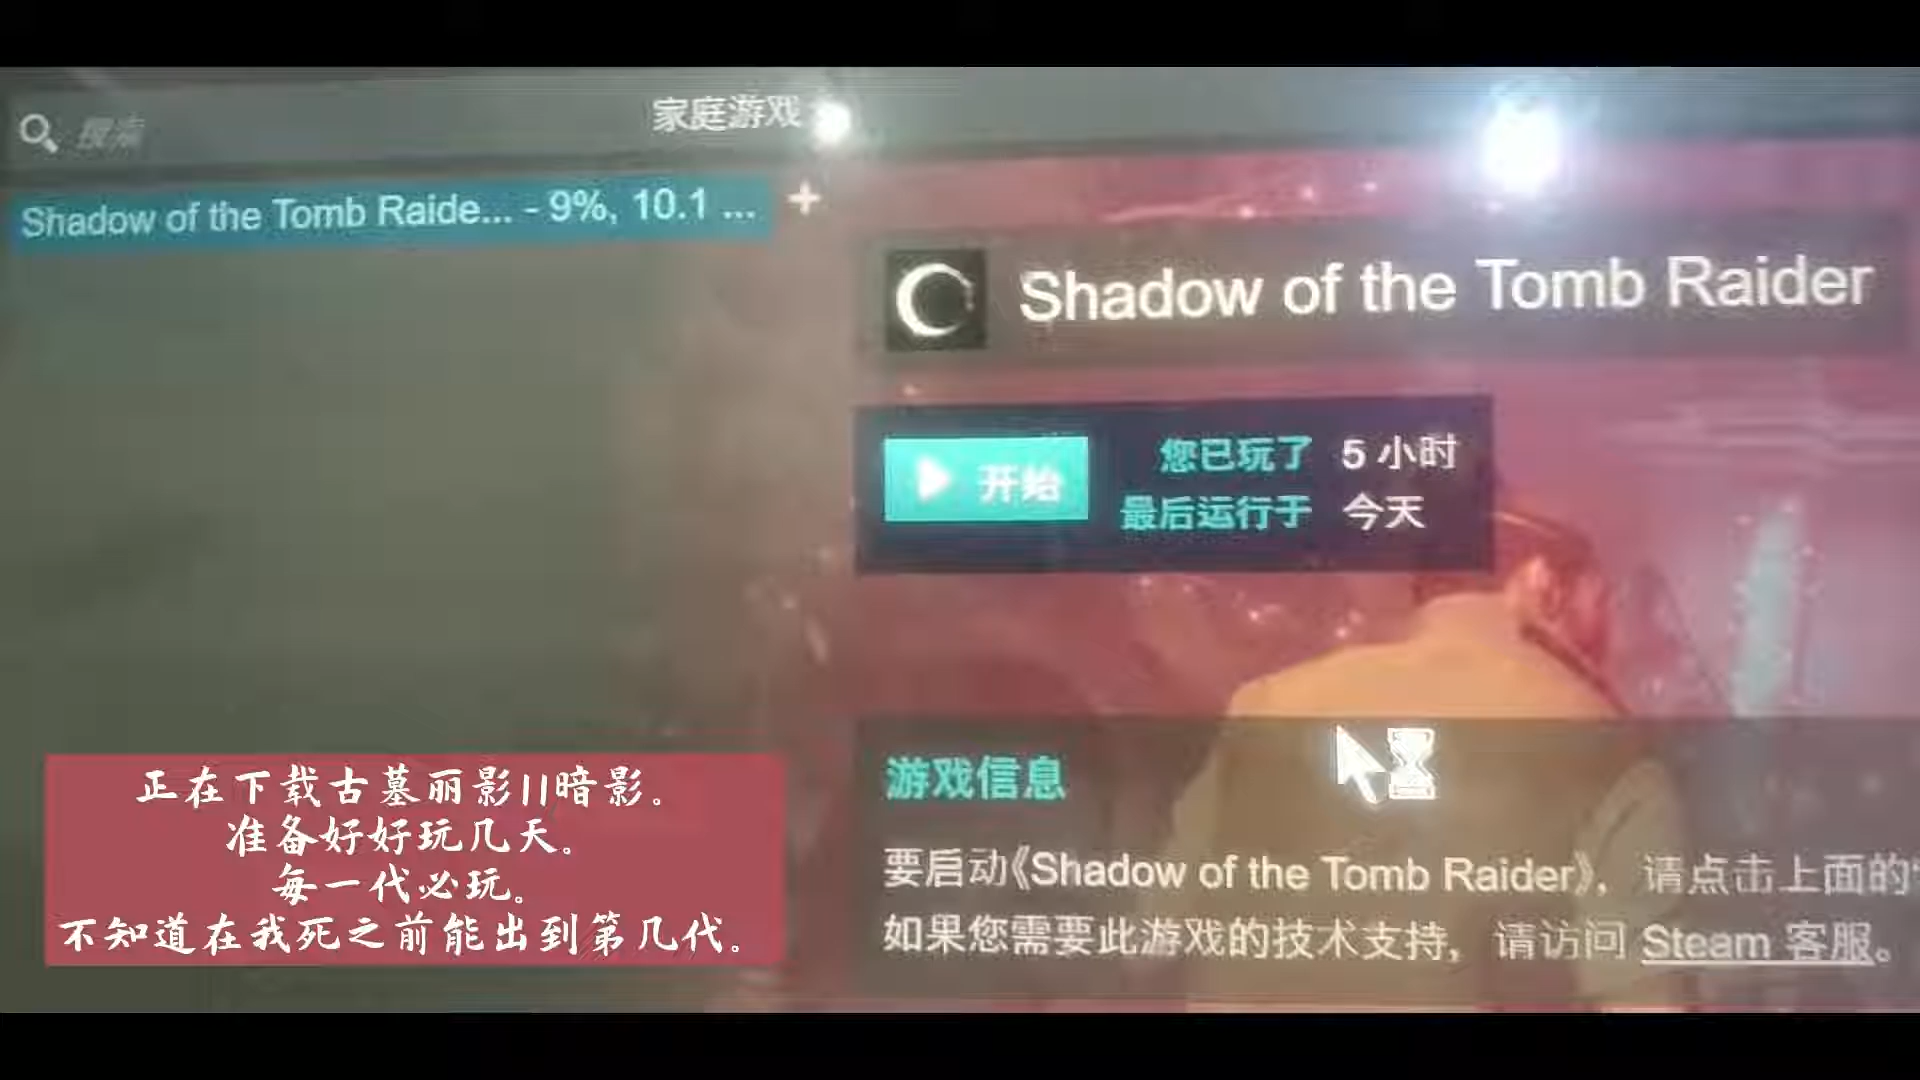 搜索
家庭游戏
Shadow of the Tomb Raide... - 9%, 10.1 ...
+
Shadow of the Tomb Raider
开始
您已玩了 5 小时
最后运行于 今天
游戏信息
要启动《Shadow of the Tomb Raider》，请点击上面的“
如果您需要此游戏的技术支持，请访问 Steam 客服。
正在下载古墓丽影11暗影。
准备好好玩几天。
每一代必玩。
不知道在我死之前能出到第几代。